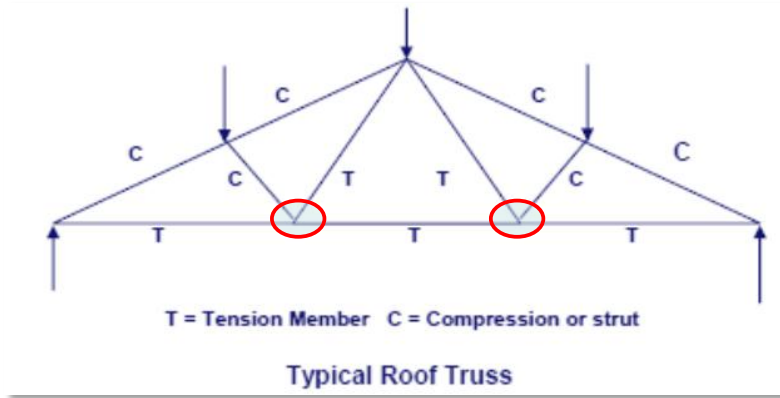 C C
C C
C T T C
T T T
T = Tension Member C = Compression or strut
Typical Roof Truss